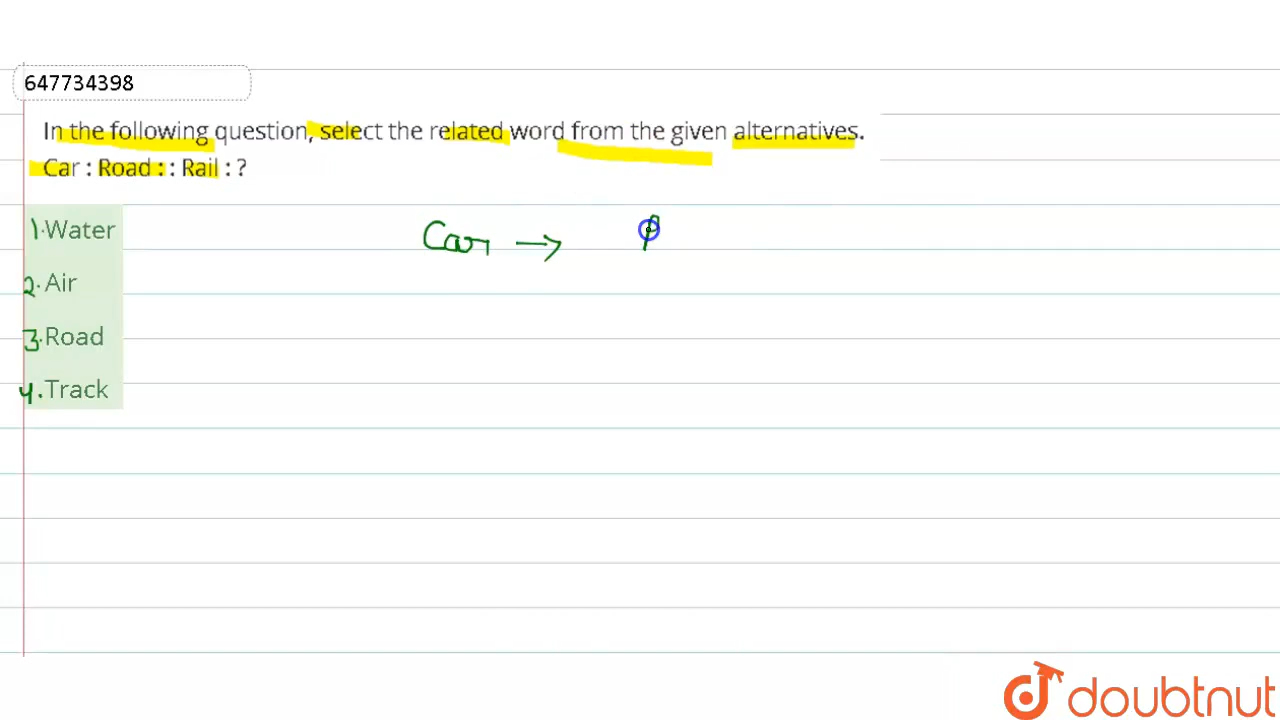 647734398
In the following question, select the related word from the given alternatives.
Car : Road : : Rail : ?
1. Water
2. Air
3. Road
4. Track
Car →
doubtnut